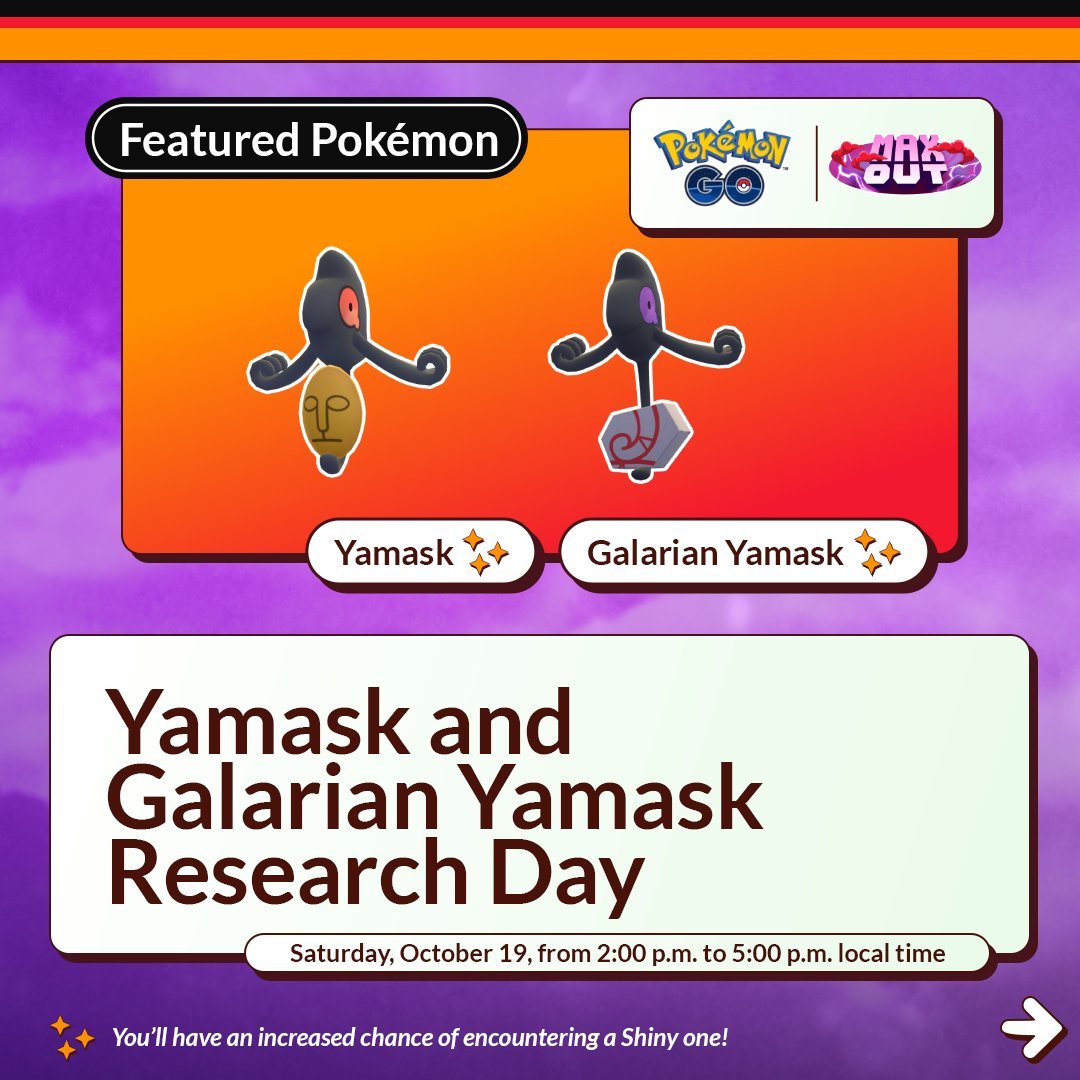 Featured Pokémon
POKéMON
GO
MAX
OUT
Yamask
Galarian Yamask
Yamask and
Galarian Yamask
Research Day
Saturday, October 19, from 2:00 p.m. to 5:00 p.m. local time
You’ll have an increased chance of encountering a Shiny one!